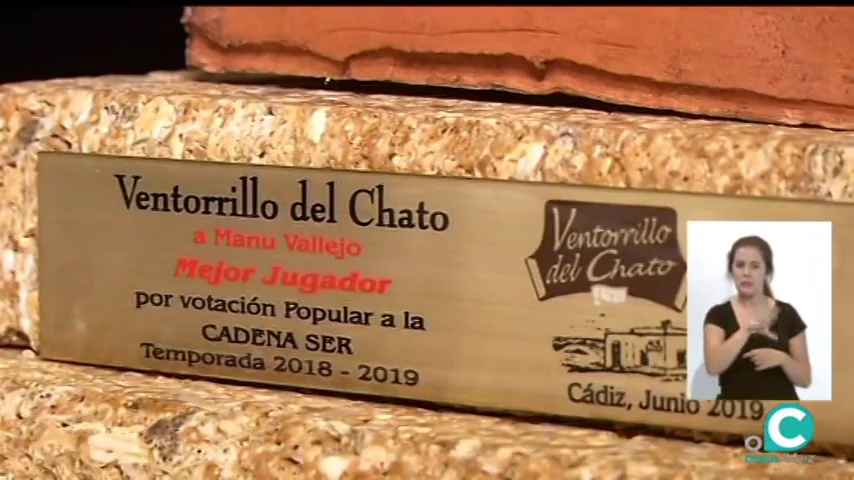 Ventorrillo del Chato
a Manu Vallejo
Mejor Jugador
por votación Popular a la
CADENA SER
Temporada 2018 - 2019
Ventorrillo
del Chato
Cádiz, Junio 2019